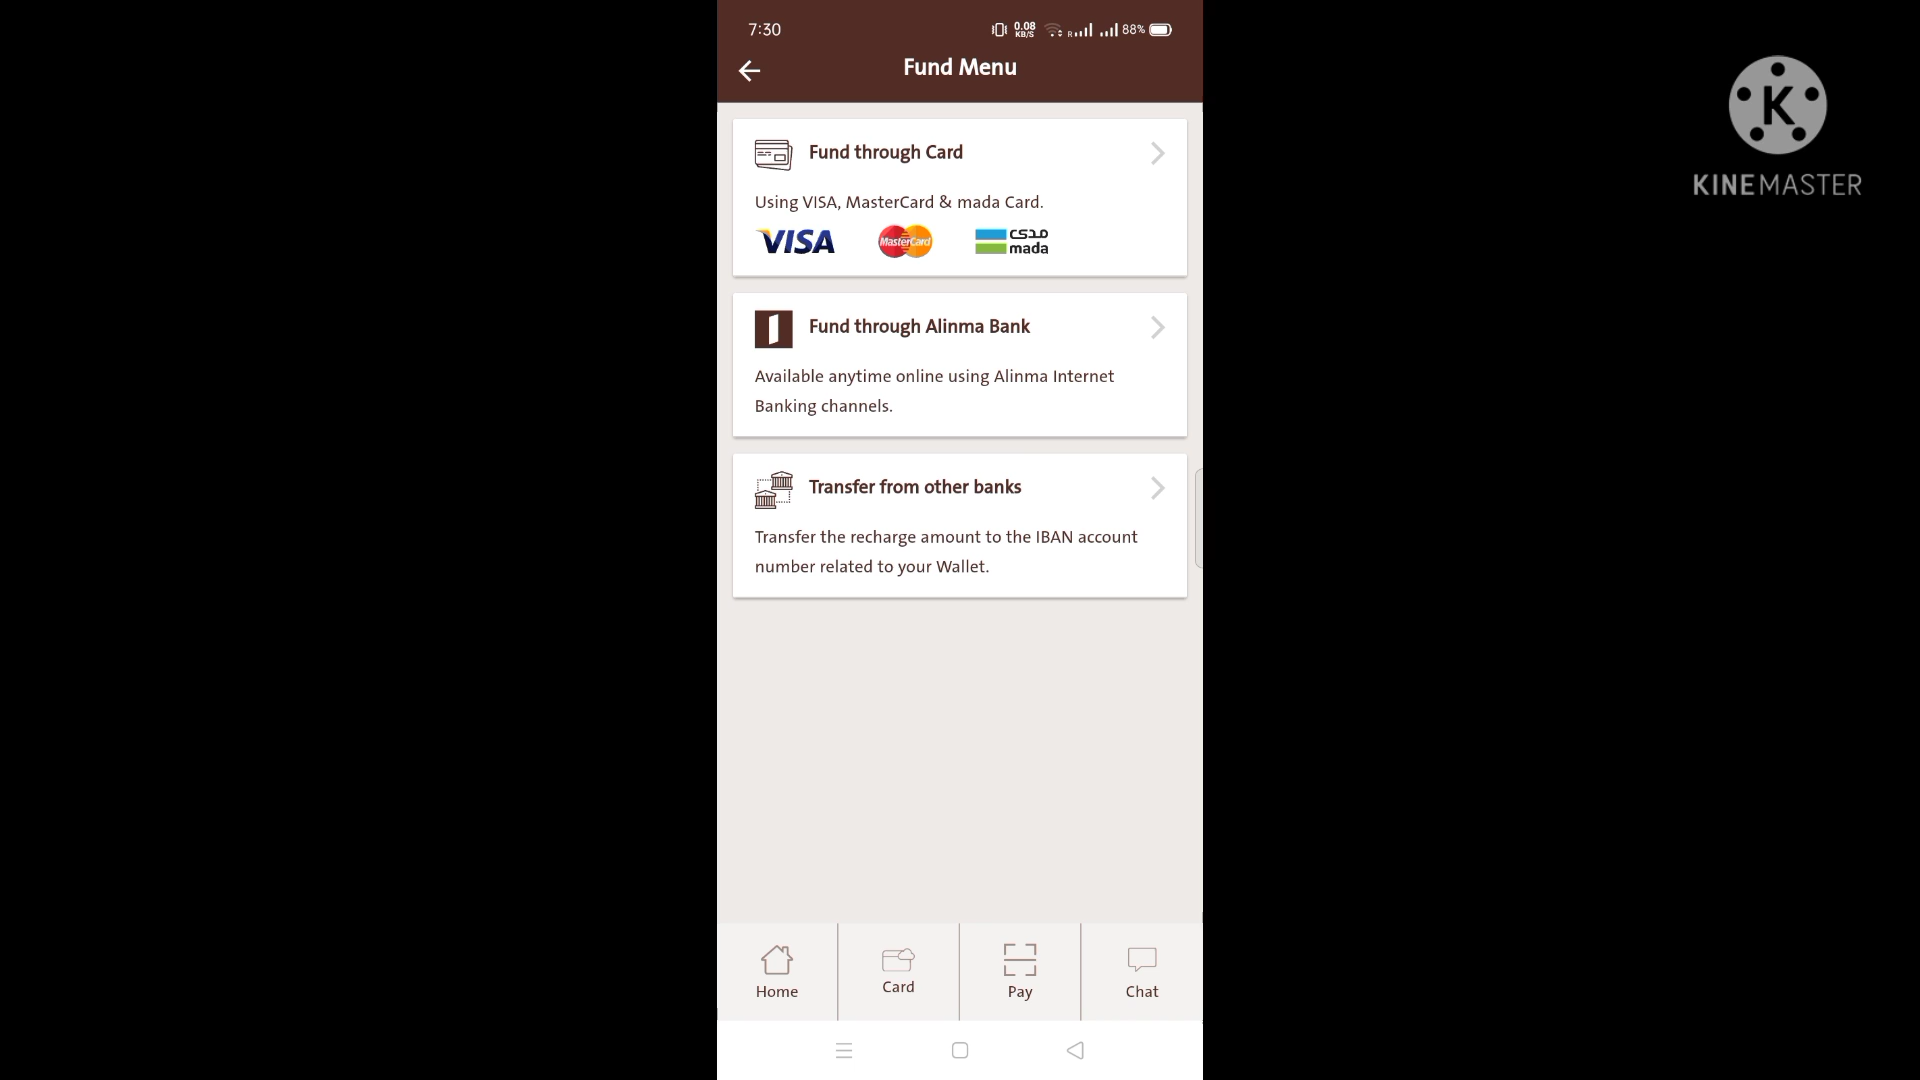 7:30
0.08
KB/S
R
88%
Fund Menu
KINEMASTER
Fund through Card
Using VISA, MasterCard & mada Card.
VISA
MasterCard
مدى
mada
Fund through Alinma Bank
Available anytime online using Alinma Internet
Banking channels.
Transfer from other banks
Transfer the recharge amount to the IBAN account
number related to your Wallet.
Home
Card
Pay
Chat